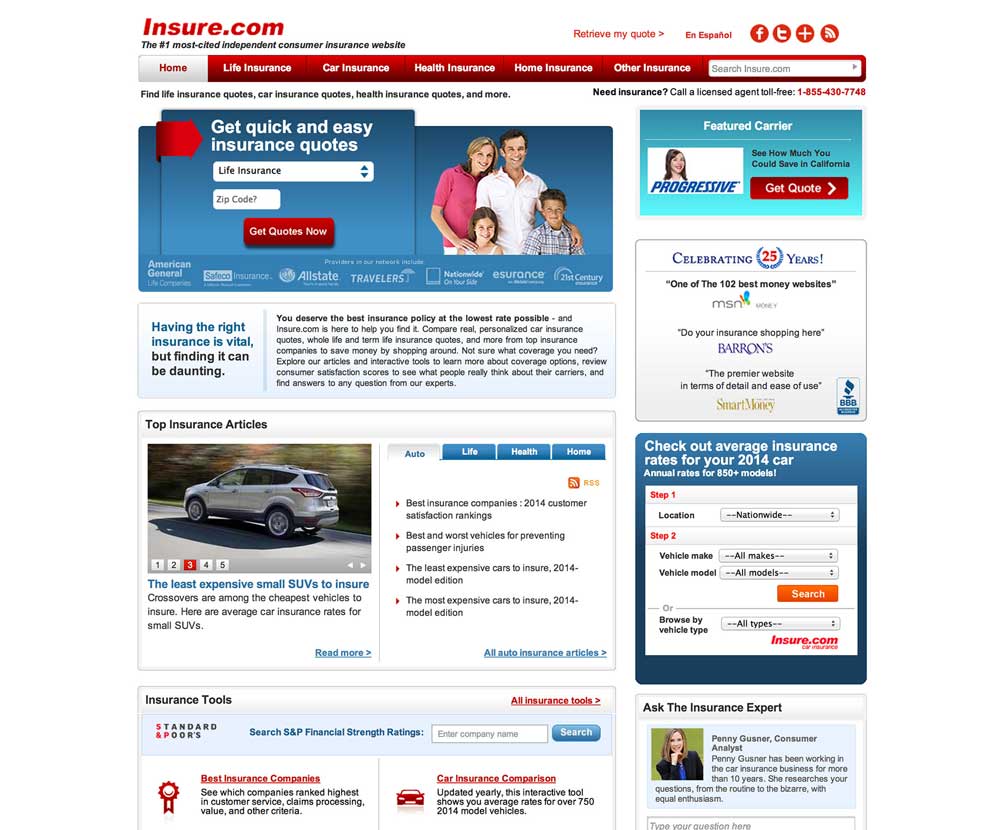 Insure.com
The #1 most-cited independent consumer insurance website
Retrieve my quote >
En Español
Home
Life Insurance
Car Insurance
Health Insurance
Home Insurance
Other Insurance
Search Insure.com
Find life insurance quotes, car insurance quotes, health insurance quotes, and more.
Need insurance? Call a licensed agent toll-free: 1-855-430-7748
Get quick and easy
insurance quotes
Life Insurance
Zip Code?
Get Quotes Now
Providers in our network include:
American
General
Life Companies
Safeco Insurance
Allstate
TRAVELERS
Nationwide
On Your Side
esurance
21st Century
Insurance
Featured Carrier
See How Much You
Could Save in California
PROGRESSIVE
Get Quote
CELEBRATING 25 YEARS!
"One of The 102 best money websites"
msn MONEY
"Do your insurance shopping here"
BARRON'S
"The premier website
in terms of detail and ease of use"
SmartMoney
BBB
Having the right
insurance is vital,
but finding it can
be daunting.
You deserve the best insurance policy at the lowest rate possible - and
Insure.com is here to help you find it. Compare real, personalized car insurance
quotes, whole life and term life insurance quotes, and more from top insurance
companies to save money by shopping around. Not sure what coverage you need?
Explore our articles and interactive tools to learn more about coverage options, review
consumer satisfaction scores to see what people really think about their carriers, and
find answers to any question from our experts.
Top Insurance Articles
1 2 3 4 5
The least expensive small SUVs to insure
Crossovers are among the cheapest vehicles to
insure. Here are average car insurance rates for
small SUVs.
Read more >
Auto
Life
Health
Home
RSS
Best insurance companies : 2014 customer
satisfaction rankings
Best and worst vehicles for preventing
passenger injuries
The least expensive cars to insure, 2014-
model edition
The most expensive cars to insure, 2014-
model edition
All auto insurance articles >
Check out average insurance
rates for your 2014 car
Annual rates for 850+ models!
Step 1
Location
--Nationwide--
Step 2
Vehicle make
--All makes--
Vehicle model
--All models--
Search
Or
Browse by
vehicle type
--All types--
Insure.com
car insurance
Insurance Tools
All insurance tools >
STANDARD
&POOR'S
Search S&P Financial Strength Ratings:
Enter company name
Search
Best Insurance Companies
See which companies ranked highest
in customer service, claims processing,
value, and other criteria.
Car Insurance Comparison
Updated yearly, this interactive tool
shows you average rates for over 750
2014 model vehicles.
Ask The Insurance Expert
Penny Gusner, Consumer
Analyst
Penny Gusner has been working in
the car insurance business for more
than 10 years. She researches your
questions, from the routine to the bizarre, with
equal enthusiasm.
Type your question here